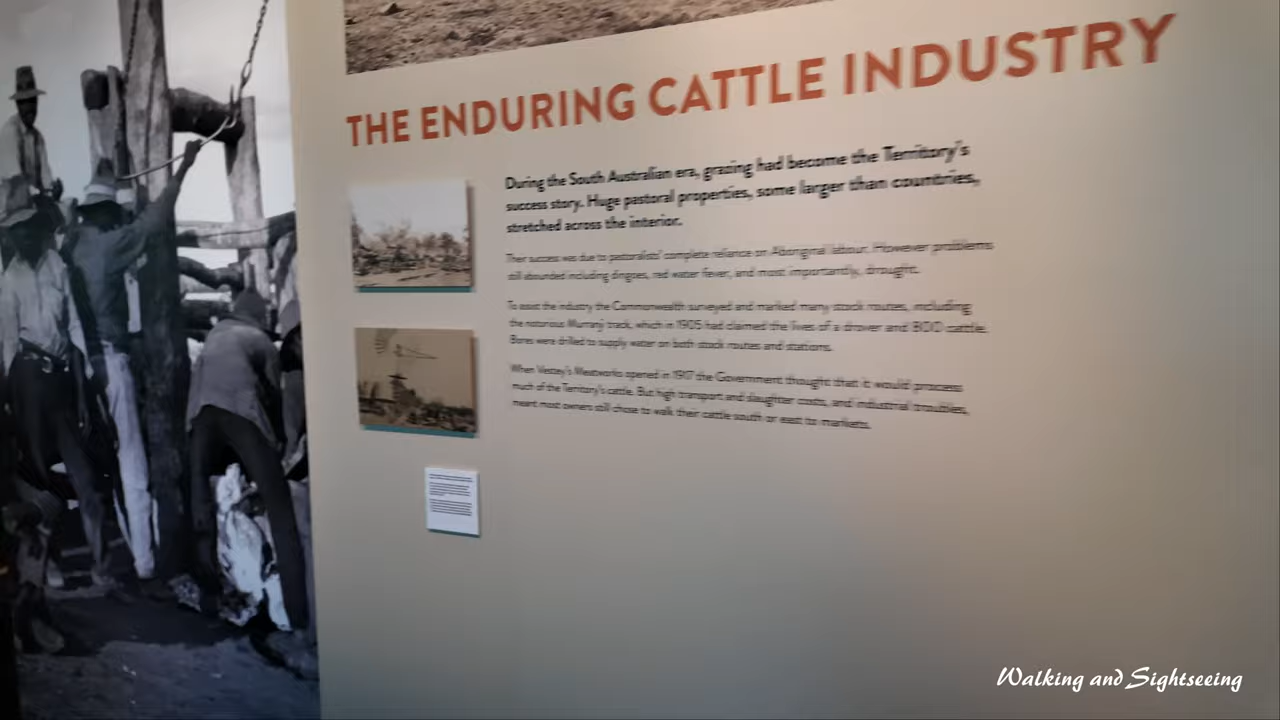 THE ENDURING CATTLE INDUSTRY
During the South Australian era, grazing had become the Territory's
success story. Huge pastoral properties, some larger than countries,
stretched across the interior.
Their success was due to pastoralists' complete reliance on Aboriginal labour. However problems
still abounded including dingoes, red water fever, and most importantly, drought.
To assist the industry the Commonwealth surveyed and marked many stock routes, including
the notorious Murranji track, which in 1905 had claimed the lives of a drover and 800 cattle.
Bores were drilled to supply water on both stock routes and stations.
When Vestey's Meatworks opened in 1917 the Government thought that it would process
much of the Territory's cattle. But high transport and slaughter costs, and industrial troubles,
meant most owners still chose to walk their cattle south or east to markets.
Walking and Sightseeing